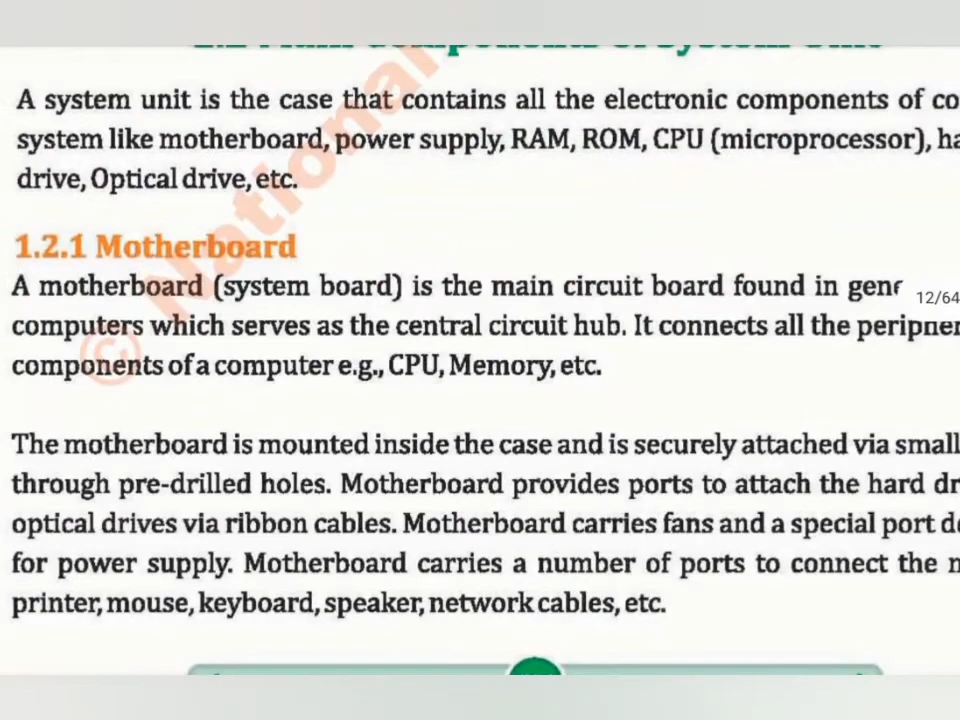 A system unit is the case that contains all the electronic components of co
system like motherboard, power supply, RAM, ROM, CPU (microprocessor), ha
drive, Optical drive, etc.
1.2.1 Motherboard
A motherboard (system board) is the main circuit board found in gene
12/64
computers which serves as the central circuit hub. It connects all the peripher
components of a computer e.g., CPU, Memory, etc.
The motherboard is mounted inside the case and is securely attached via small
through pre-drilled holes. Motherboard provides ports to attach the hard dr
optical drives via ribbon cables. Motherboard carries fans and a special port de
for power supply. Motherboard carries a number of ports to connect the m
printer, mouse, keyboard, speaker, network cables, etc.
© National